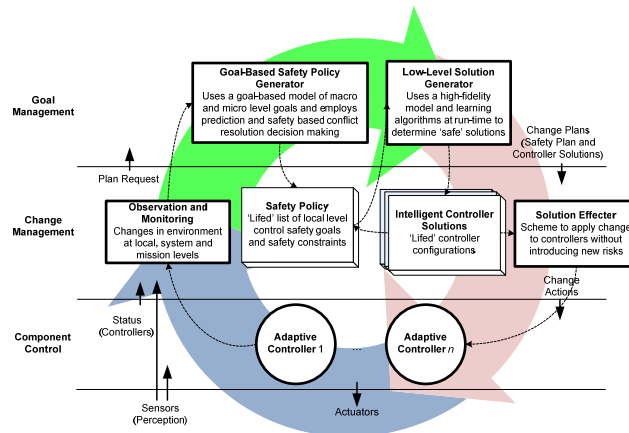 Goal-Based Safety Policy
Generator
Uses a goal-based model of macro
and micro level goals and employs
prediction and safety based conflict
resolution decision making
Low-Level Solution
Generator
Uses a high-fidelity
model and learning
algorithms at run-time to
determine 'safe' solutions
Goal
Management
Change Plans
(Safety Plan and
Controller Solutions)
Plan Request
Change
Management
Observation and
Monitoring
Changes in environment
at local, system and
mission levels
Safety Policy
'Lifed' list of local level
control safety goals
and safety constraints
Intelligent Controller
Solutions
'Lifed' controller
configurations
Solution Effecter
Scheme to apply change
to controllers without
introducing new risks
Change
Actions
Status
(Controllers)
Component
Control
Adaptive
Controller 1
...
Adaptive
Controller n
Sensors
(Perception)
Actuators